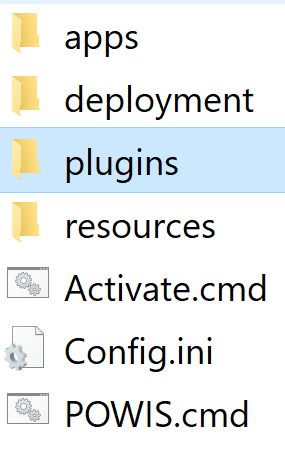 apps
deployment
plugins
resources
Activate.cmd
Config.ini
POWIS.cmd